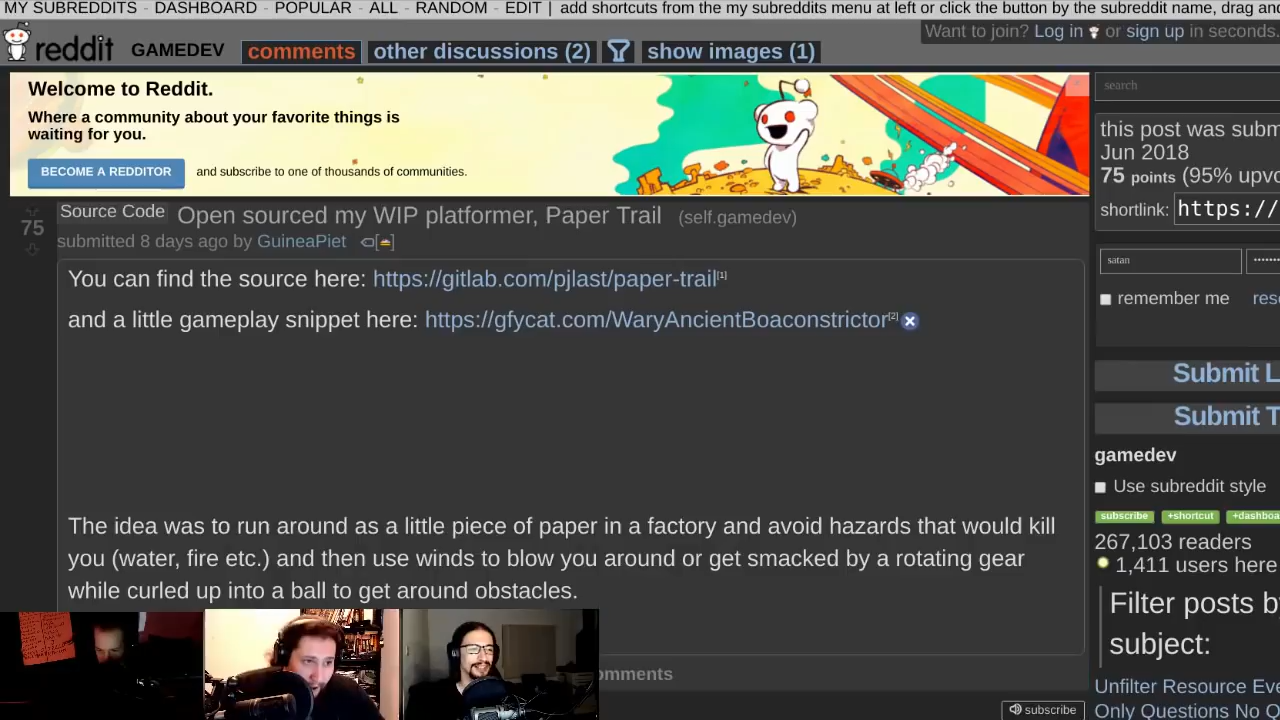 MY SUBREDDITS - DASHBOARD - POPULAR - ALL - RANDOM - EDIT | add shortcuts from the my subreddits menu at left or click the button by the subreddit name, drag and
reddit GAMEDEV comments other discussions (2) show images (1)
Want to join? Log in or sign up in seconds.
Welcome to Reddit.
Where a community about your favorite things is
waiting for you.
BECOME A REDDITOR and subscribe to one of thousands of communities.
75
Source Code Open sourced my WIP platformer, Paper Trail (self.gamedev)
submitted 8 days ago by GuineaPiet
You can find the source here: https://gitlab.com/pjlast/paper-trail[1]
and a little gameplay snippet here: https://gfycat.com/WaryAncientBoaconstrictor[2]
The idea was to run around as a little piece of paper in a factory and avoid hazards that would kill
you (water, fire etc.) and then use winds to blow you around or get smacked by a rotating gear
while curled up into a ball to get around obstacles.
omments
subscribe
search
this post was subm
Jun 2018
75 points (95% upvo
shortlink: https://
satan
remember me rese
Submit L
Submit T
gamedev
Use subreddit style
subscribe +shortcut +dashboa
267,103 readers
1,411 users here
Filter posts by
subject:
Unfilter Resource Eve
Only Questions No Q